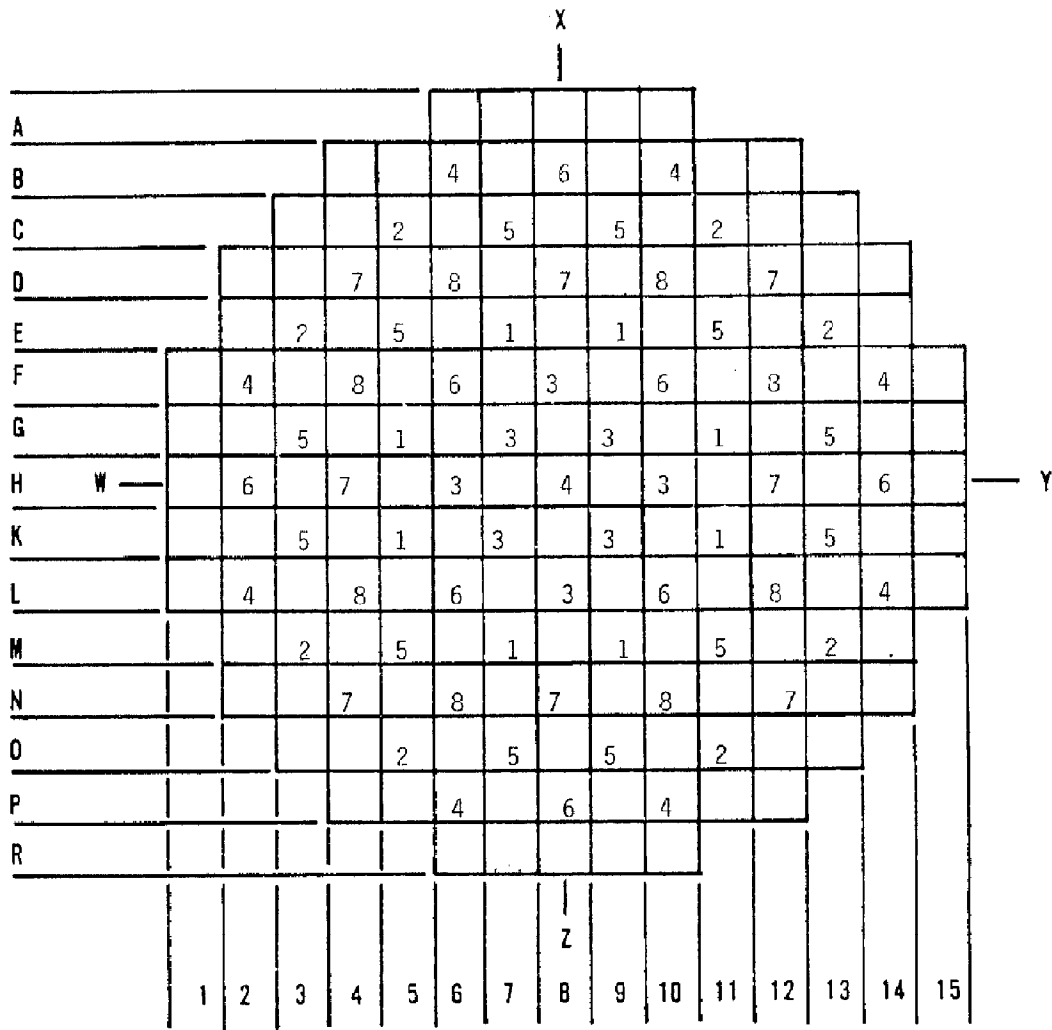 X
A
B 4 6 4
C 2 5 5 2
D 7 8 7 8 7
E 2 5 1 1 5 2
F 4 8 6 3 6 8 4
G 5 1 3 3 1 5
H W 6 7 3 4 3 7 6 Y
K 5 1 3 3 1 5
L 4 8 6 3 6 8 4
M 2 5 1 1 5 2
N 7 8 7 8 7
O 2 5 5 2
P 4 6 4
R
Z
1 2 3 4 5 6 7 8 9 10 11 12 13 14 15